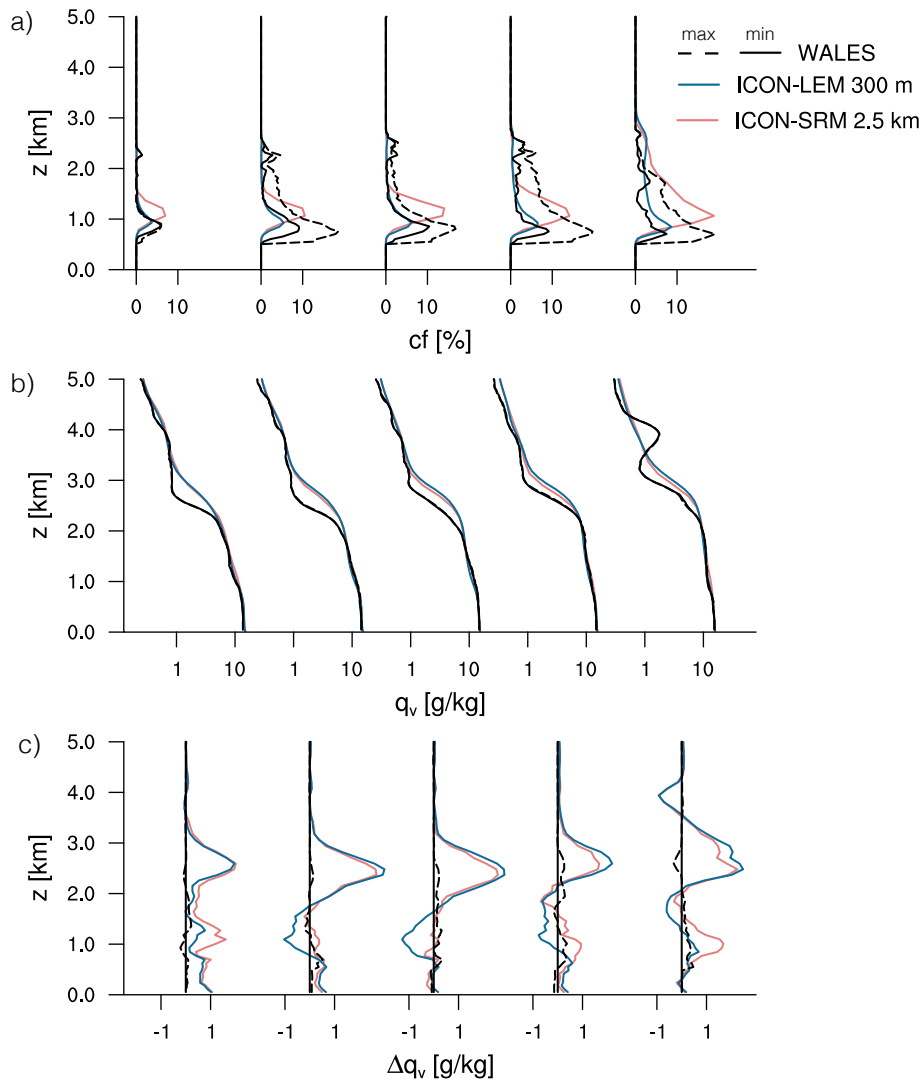 a)
max min
WALES
ICON-LEM 300 m
ICON-SRM 2.5 km
5.0
4.0
3.0
2.0
1.0
0.0
z [km]
0 10 0 10 0 10 0 10 0 10
cf [%]
b)
5.0
4.0
3.0
2.0
1.0
0.0
z [km]
1 10 1 10 1 10 1 10 1 10
qv [g/kg]
c)
5.0
4.0
3.0
2.0
1.0
0.0
z [km]
-1 1 -1 1 -1 1 -1 1 -1 1
Δqv [g/kg]